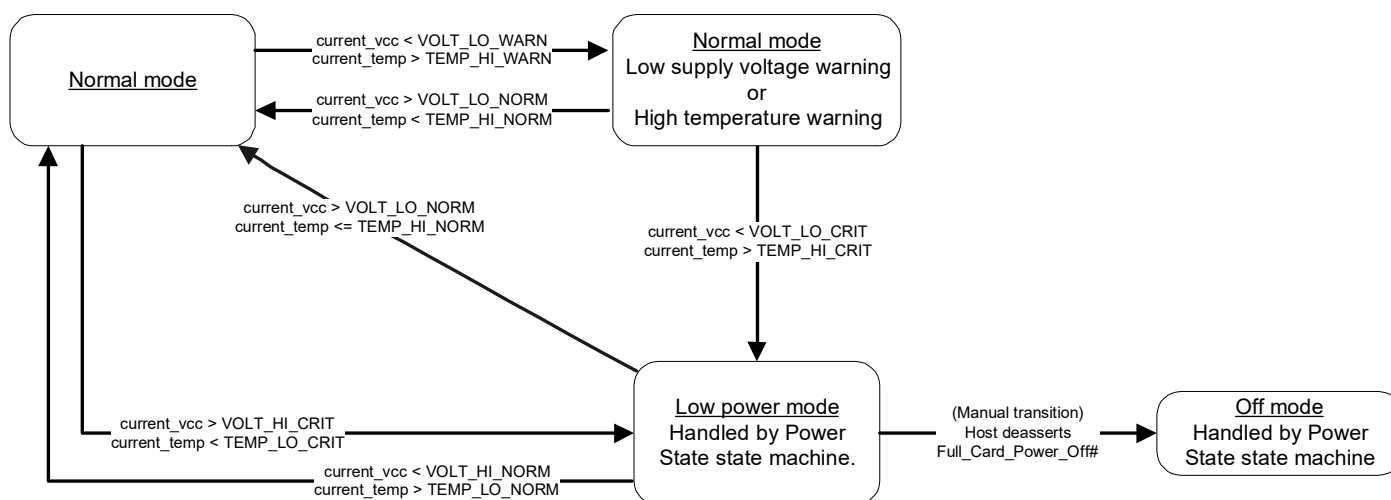 Normal mode
current_vcc < VOLT_LO_WARN
current_temp > TEMP_HI_WARN
Normal mode
Low supply voltage warning
or
High temperature warning
current_vcc > VOLT_LO_NORM
current_temp < TEMP_HI_NORM
current_vcc > VOLT_LO_NORM
current_temp <= TEMP_HI_NORM
current_vcc < VOLT_LO_CRIT
current_temp > TEMP_HI_CRIT
current_vcc > VOLT_HI_CRIT
current_temp < TEMP_LO_CRIT
current_vcc < VOLT_HI_NORM
current_temp > TEMP_LO_NORM
Low power mode
Handled by Power
State state machine.
(Manual transition)
Host deasserts
Full_Card_Power_Off#
Off mode
Handled by Power
State state machine